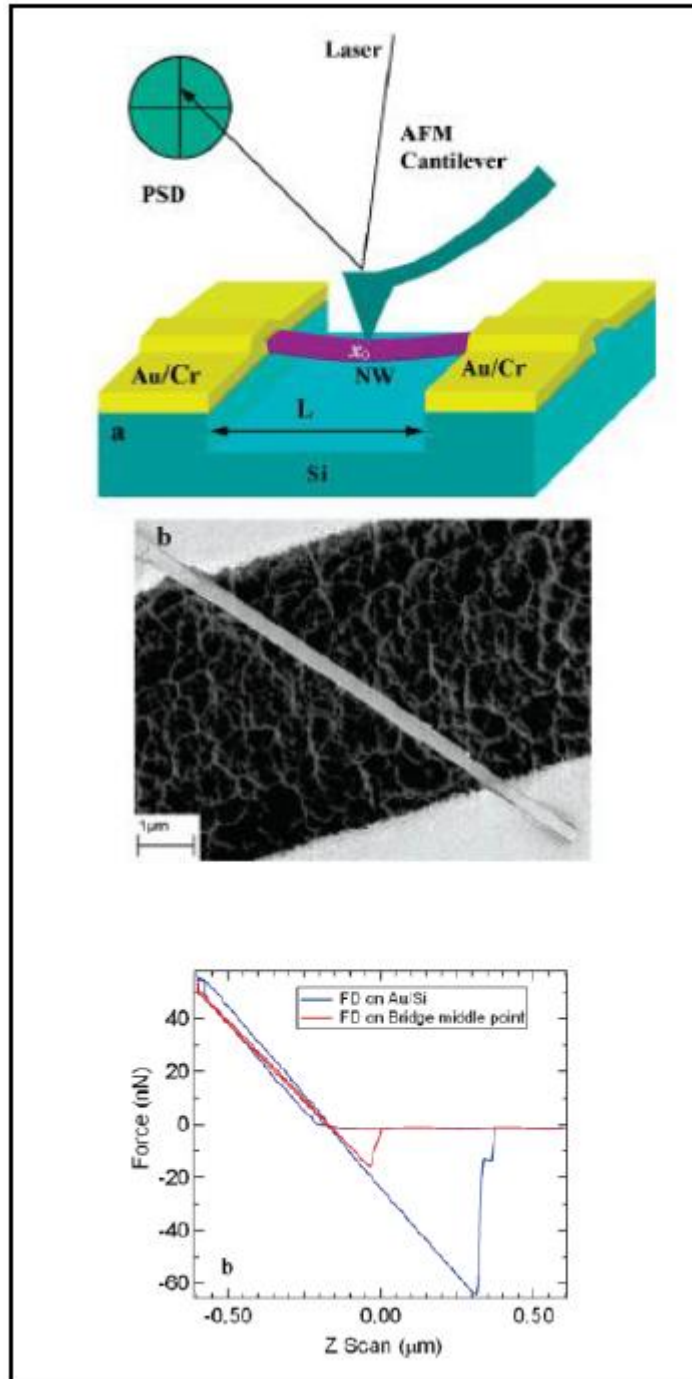 Laser
AFM
Cantilever
PSD
x₀
Au/Cr
NW
Au/Cr
L
a
Si
b
1µm
FD on Au/Si
FD on Bridge middle point
40
20
0
-20
-40
-60
Force (nN)
b
-0.50
0.00
0.50
Z Scan (µm)